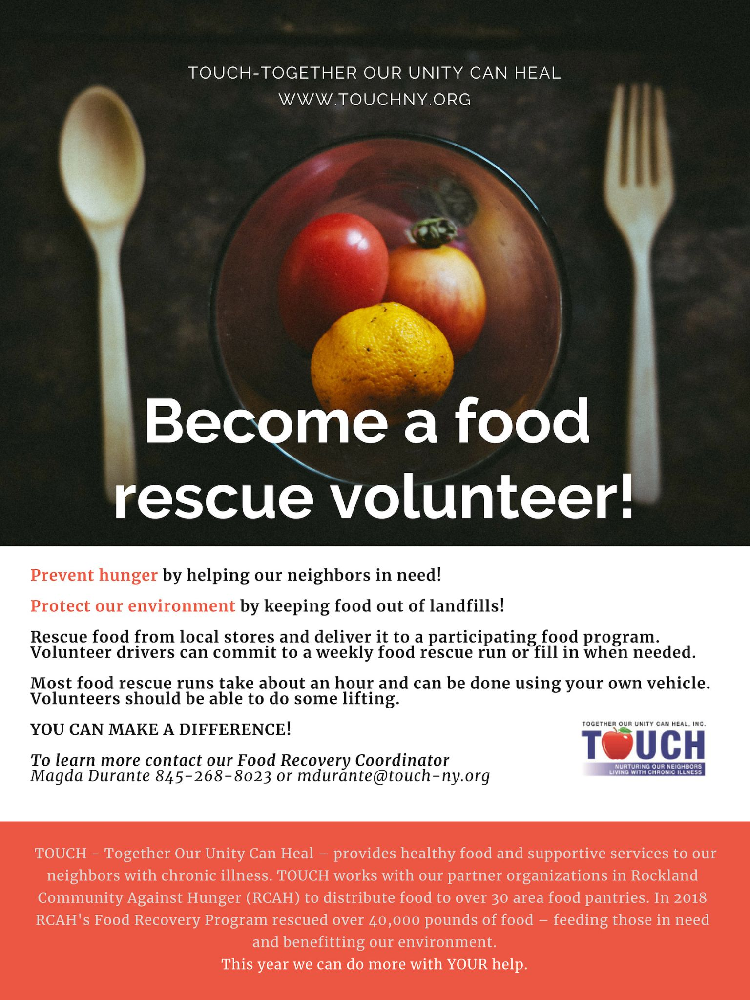 TOUCH-TOGETHER OUR UNITY CAN HEAL
WWW.TOUCHNY.ORG
Become a food
rescue volunteer!
Prevent hunger by helping our neighbors in need!
Protect our environment by keeping food out of landfills!
Rescue food from local stores and deliver it to a participating food program.
Volunteer drivers can commit to a weekly food rescue run or fill in when needed.
Most food rescue runs take about an hour and can be done using your own vehicle.
Volunteers should be able to do some lifting.
YOU CAN MAKE A DIFFERENCE!
To learn more contact our Food Recovery Coordinator
Magda Durante 845-268-8023 or mdurante@touch-ny.org
TOGETHER OUR UNITY CAN HEAL, INC.
TOUCH
NURTURING OUR NEIGHBORS
LIVING WITH CHRONIC ILLNESS
TOUCH - Together Our Unity Can Heal – provides healthy food and supportive services to our
neighbors with chronic illness. TOUCH works with our partner organizations in Rockland
Community Against Hunger (RCAH) to distribute food to over 30 area food pantries. In 2018
RCAH's Food Recovery Program rescued over 40,000 pounds of food – feeding those in need
and benefitting our environment.
This year we can do more with YOUR help.